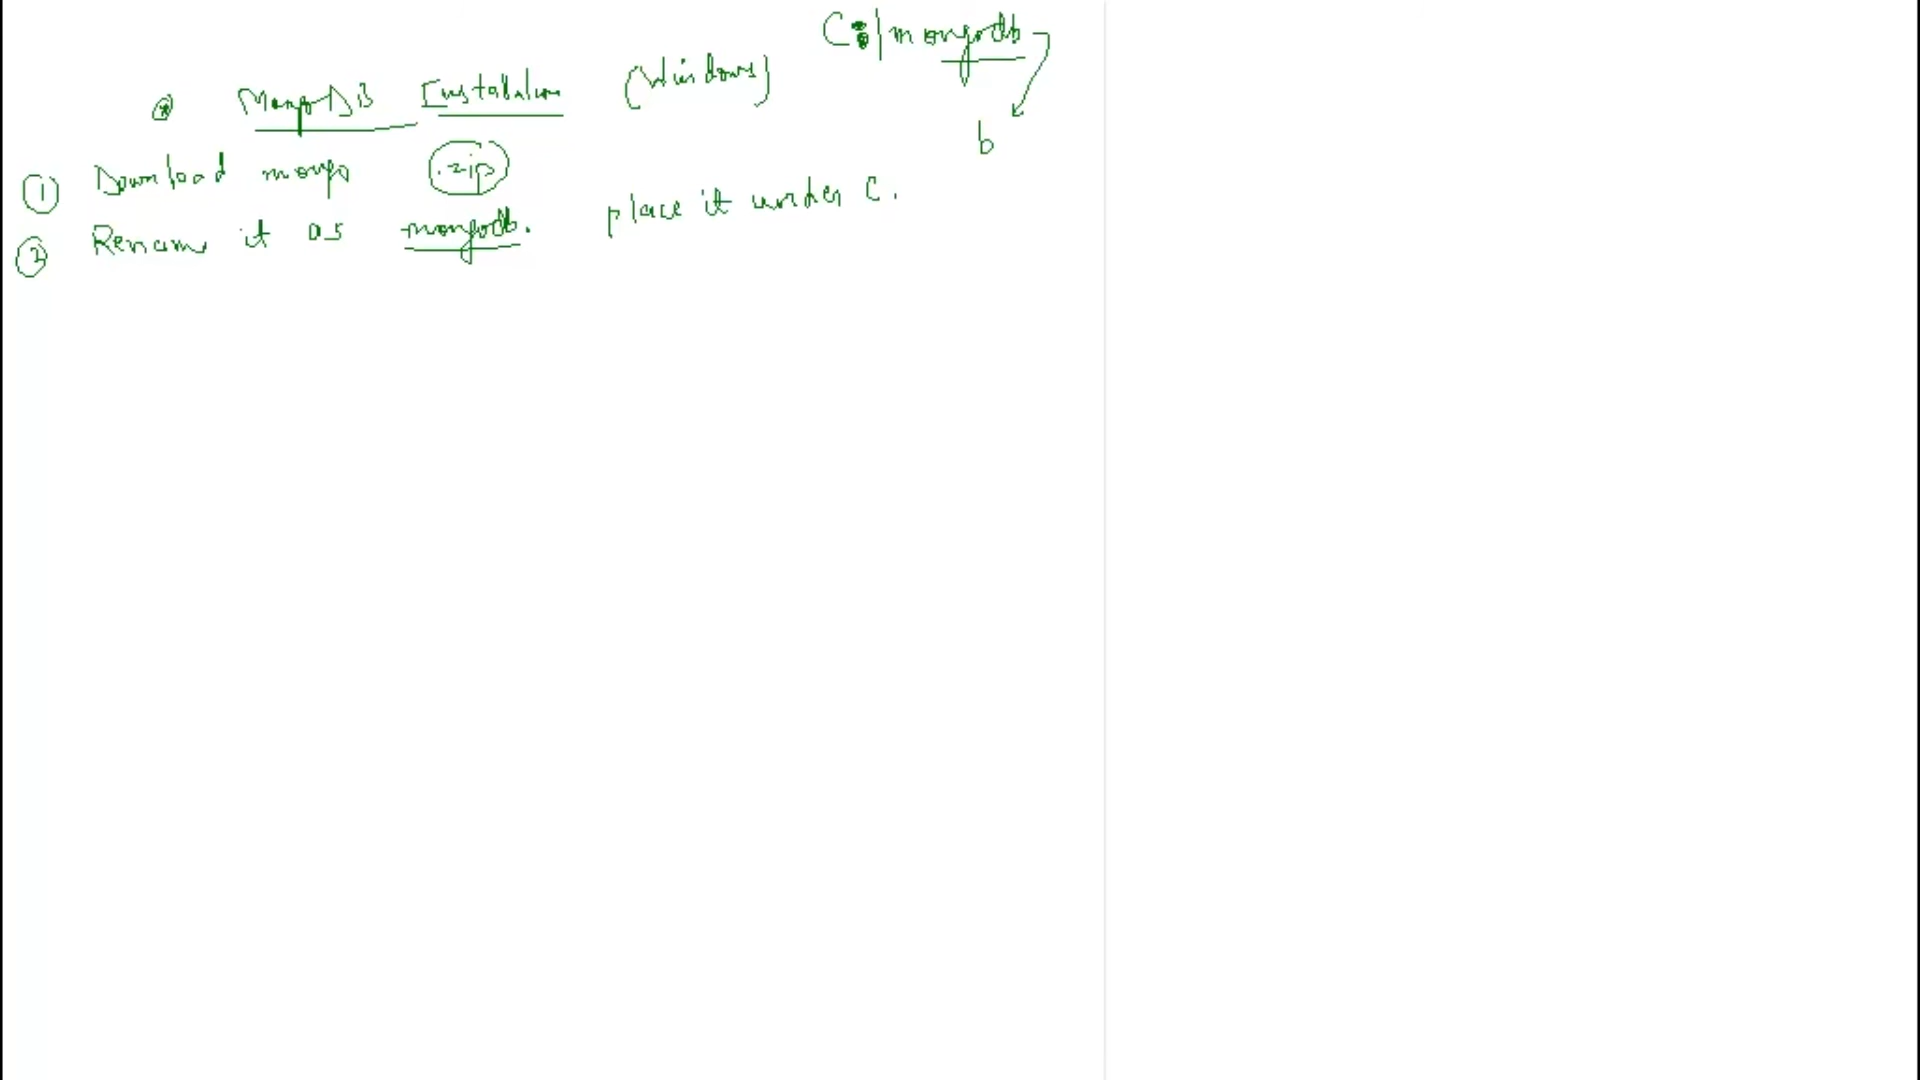 C:/mongodb
b
MongoDB Installation (Windows)
① Download mongo .zip
② Rename it as mongodb. place it under C.